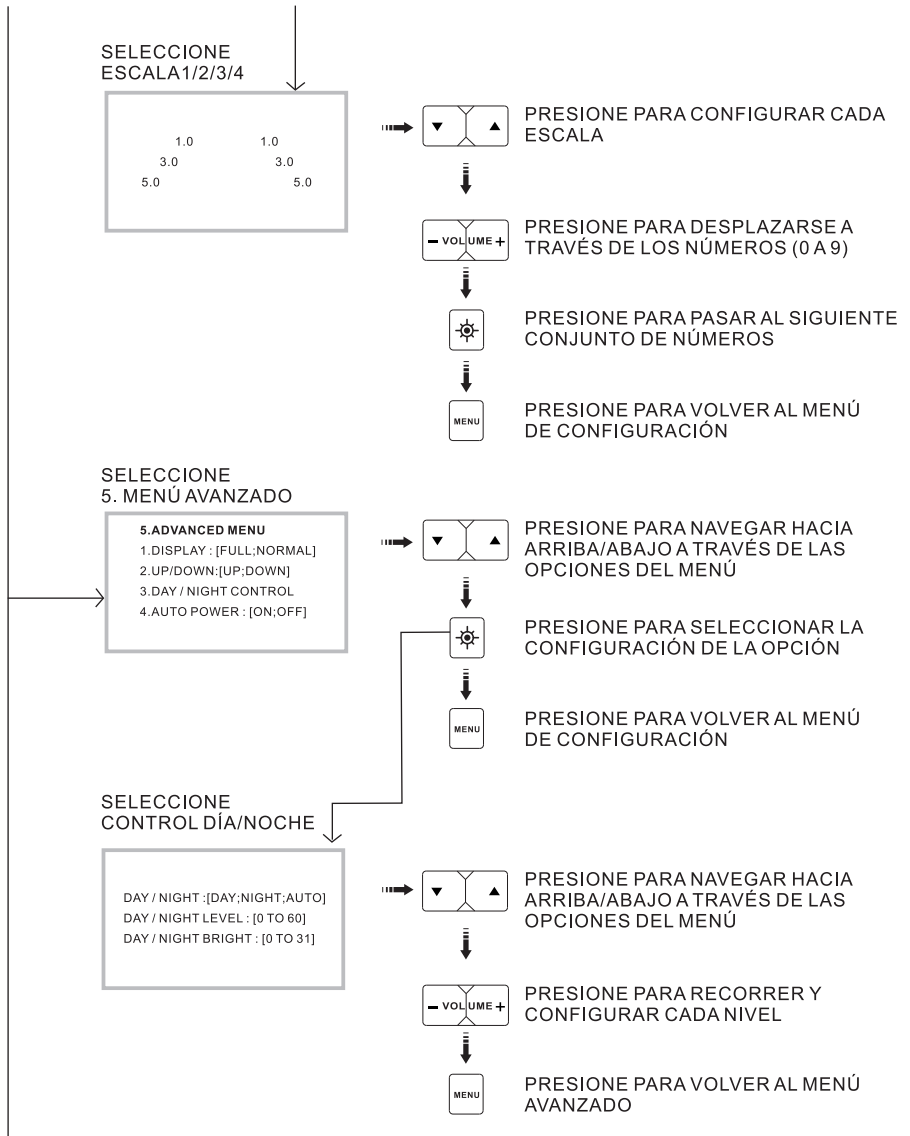 SELECCIONE
ESCALA1/2/3/4
1.0 1.0
3.0 3.0
5.0 5.0
PRESIONE PARA CONFIGURAR CADA
ESCALA
− VOLUME +
PRESIONE PARA DESPLAZARSE A
TRAVÉS DE LOS NÚMEROS (0 A 9)
PRESIONE PARA PASAR AL SIGUIENTE
CONJUNTO DE NÚMEROS
MENU
PRESIONE PARA VOLVER AL MENÚ
DE CONFIGURACIÓN
SELECCIONE
5. MENÚ AVANZADO
5.ADVANCED MENU
1.DISPLAY : [FULL;NORMAL]
2.UP/DOWN:[UP;DOWN]
3.DAY / NIGHT CONTROL
4.AUTO POWER : [ON;OFF]
PRESIONE PARA NAVEGAR HACIA
ARRIBA/ABAJO A TRAVÉS DE LAS
OPCIONES DEL MENÚ
PRESIONE PARA SELECCIONAR LA
CONFIGURACIÓN DE LA OPCIÓN
MENU
PRESIONE PARA VOLVER AL MENÚ
DE CONFIGURACIÓN
SELECCIONE
CONTROL DÍA/NOCHE
DAY / NIGHT :[DAY;NIGHT;AUTO]
DAY / NIGHT LEVEL : [0 TO 60]
DAY / NIGHT BRIGHT : [0 TO 31]
PRESIONE PARA NAVEGAR HACIA
ARRIBA/ABAJO A TRAVÉS DE LAS
OPCIONES DEL MENÚ
− VOLUME +
PRESIONE PARA RECORRER Y
CONFIGURAR CADA NIVEL
MENU
PRESIONE PARA VOLVER AL MENÚ
AVANZADO